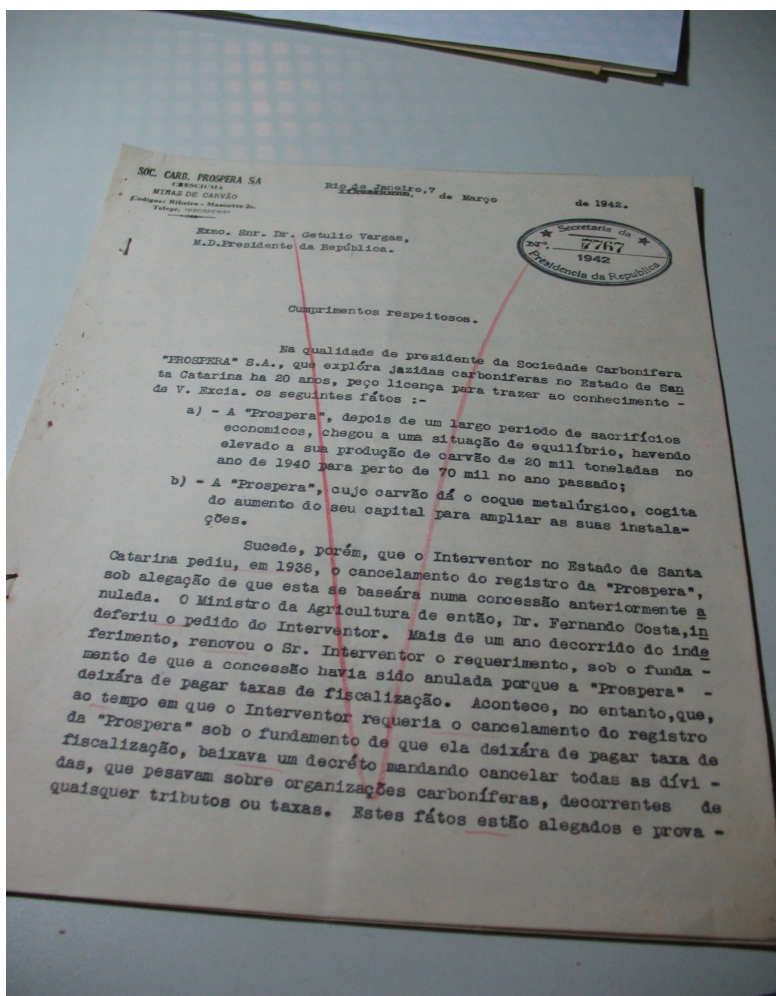 SOC. CARB. PROSPERA SA
CRESCIUMA
MINAS DE CARVÃO
Codigos: Ribeiro - Mascotte 2a.
Telegr. "PROSPERA"
Rio de Janeiro,7 de Março de 1942.
Secretaria da
Nº. 7767
1942
Presidencia da Republica
Exmo. Snr. Dr. Getulio Vargas,
M.D.Presidente da República.
Cumprimentos respeitosos.
Na qualidade de presidente da Sociedade Carbonifera
"PROSPERA" S.A., que explóra jazidas carboniferas no Estado de San
ta Catarina ha 20 anos, peço licença para trazer ao conhecimento -
de V. Excia. os seguintes fátos :-
a) - A "Prospera", depois de um largo periodo de sacrifícios
economicos, chegou a uma situação de equilíbrio, havendo
elevado a sua produção de carvão de 20 mil toneladas no
ano de 1940 para perto de 70 mil no ano passado;
b) - A "Prospera", cujo carvão dá o coque metalúrgico, cogita
do aumento do seu capital para ampliar as suas instala-
ções.
Sucede, porém, que o Interventor no Estado de Santa
Catarina pediu, em 1938, o cancelamento do registro da "Prospera",
sob alegação de que esta se baseára numa concessão anteriormente a
nulada. O Ministro da Agricultura de então, Dr. Fernando Costa,in
deferiu o pedido do Interventor. Mais de um ano decorrido do inde
ferimento, renovou o Sr. Interventor o requerimento, sob o funda -
mento de que a concessão havia sido anulada porque a "Prospera" -
deixára de pagar taxas de fiscalização. Acontece, no entanto,que,
ao tempo em que o Interventor requeria o cancelamento do registro
da "Prospera" sob o fundamento de que ela deixára de pagar taxa de
fiscalização, baixava um decréto mandando cancelar todas as dívi -
das, que pesavam sobre organizações carboníferas, decorrentes de
quaisquer tributos ou taxas. Estes fátos estão alegados e prova -